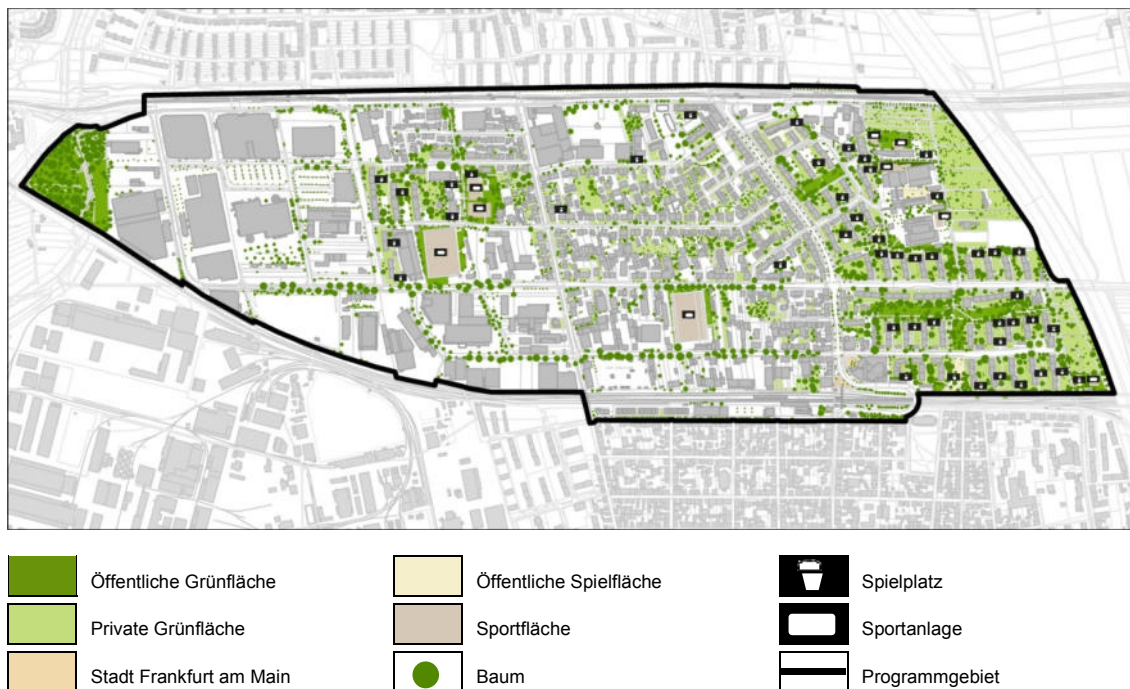 Öffentliche Grünfläche
Private Grünfläche
Stadt Frankfurt am Main
Öffentliche Spielfläche
Sportfläche
Baum
Spielplatz
Sportanlage
Programmgebiet